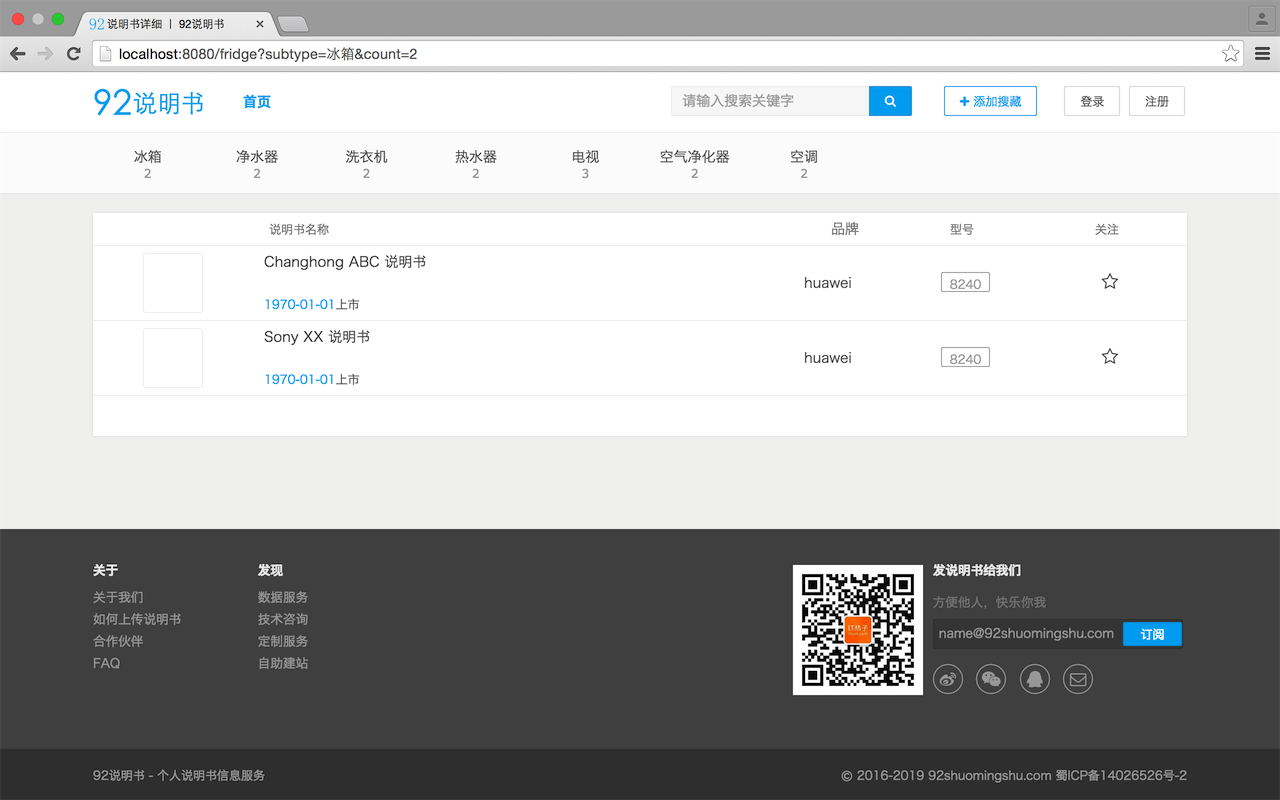 92 说明书详细 | 92说明书
localhost:8080/fridge?subtype=冰箱&count=2
92说明书 首页 请输入搜索关键字 添加搜藏 登录 注册
冰箱 净水器 洗衣机 热水器 电视 空气净化器 空调
2 2 2 2 3 2 2
说明书名称 品牌 型号 关注
Changhong ABC 说明书
huawei 8240
1970-01-01上市
Sony XX 说明书
huawei 8240
1970-01-01上市
关于 发现 发说明书给我们
关于我们 数据服务 方便他人，快乐你我
如何上传说明书 技术咨询
合作伙伴 定制服务 name@92shuomingshu.com 订阅
FAQ 自助建站
IT桔子
92说明书 - 个人说明书信息服务 © 2016-2019 92shuomingshu.com 蜀ICP备14026526号-2